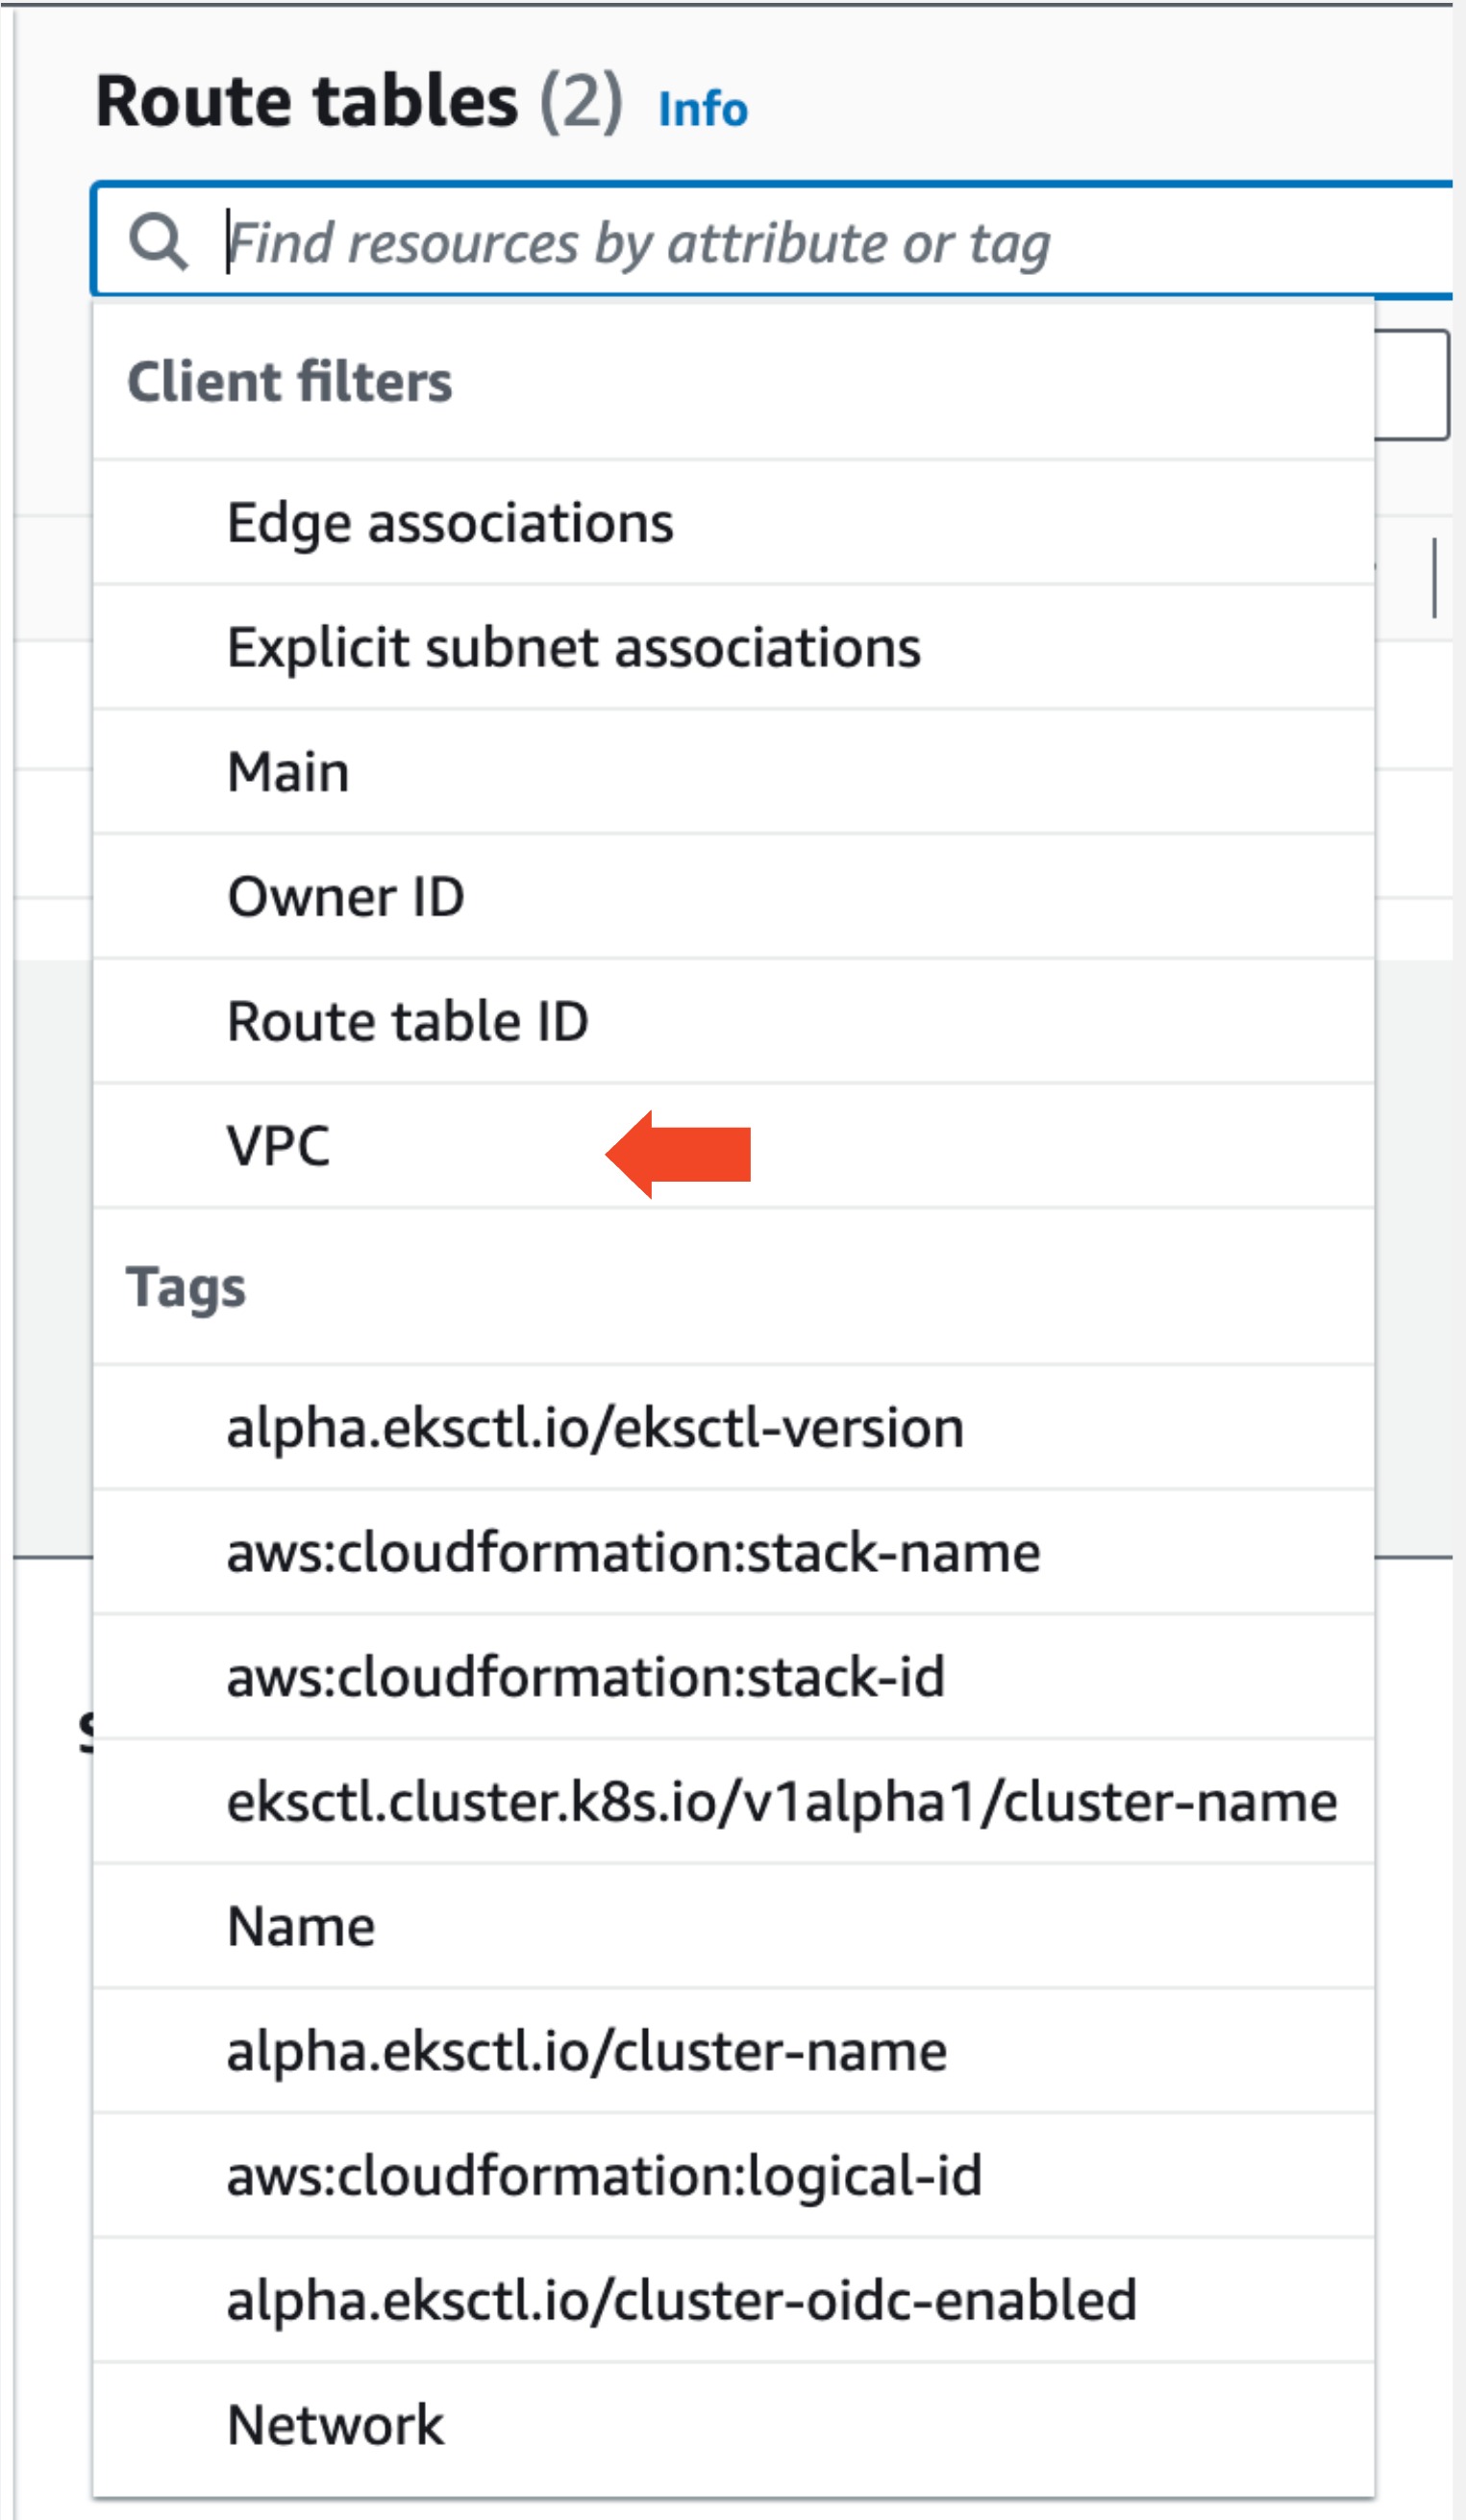 Route tables (2) Info
Find resources by attribute or tag
Client filters
Edge associations
Explicit subnet associations
Main
Owner ID
Route table ID
VPC
Tags
alpha.eksctl.io/eksctl-version
aws:cloudformation:stack-name
aws:cloudformation:stack-id
eksctl.cluster.k8s.io/v1alpha1/cluster-name
Name
alpha.eksctl.io/cluster-name
aws:cloudformation:logical-id
alpha.eksctl.io/cluster-oidc-enabled
Network